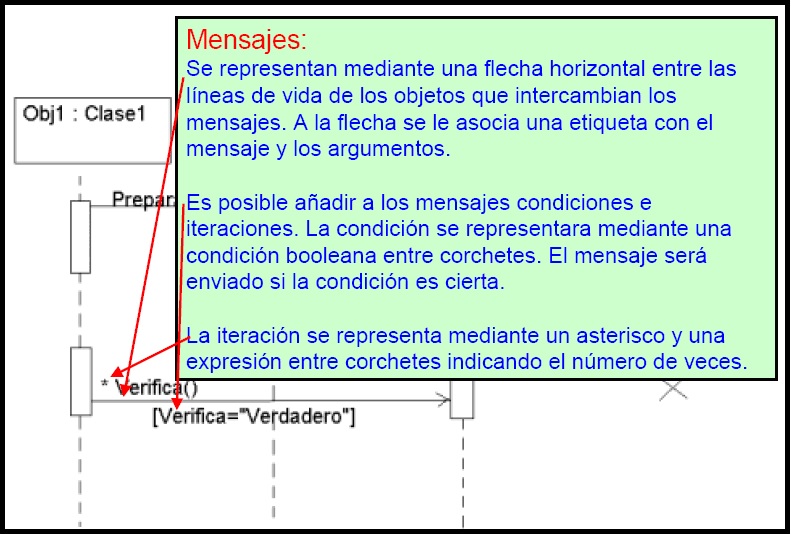 Mensajes:
Se representan mediante una flecha horizontal entre las
líneas de vida de los objetos que intercambian los
mensajes. A la flecha se le asocia una etiqueta con el
mensaje y los argumentos.
Es posible añadir a los mensajes condiciones e
iteraciones. La condición se representara mediante una
condición booleana entre corchetes. El mensaje será
enviado si la condición es cierta.
La iteración se representa mediante un asterisco y una
expresión entre corchetes indicando el número de veces.
Obj1 : Clase1
* Verifica()
[Verifica="Verdadero"]